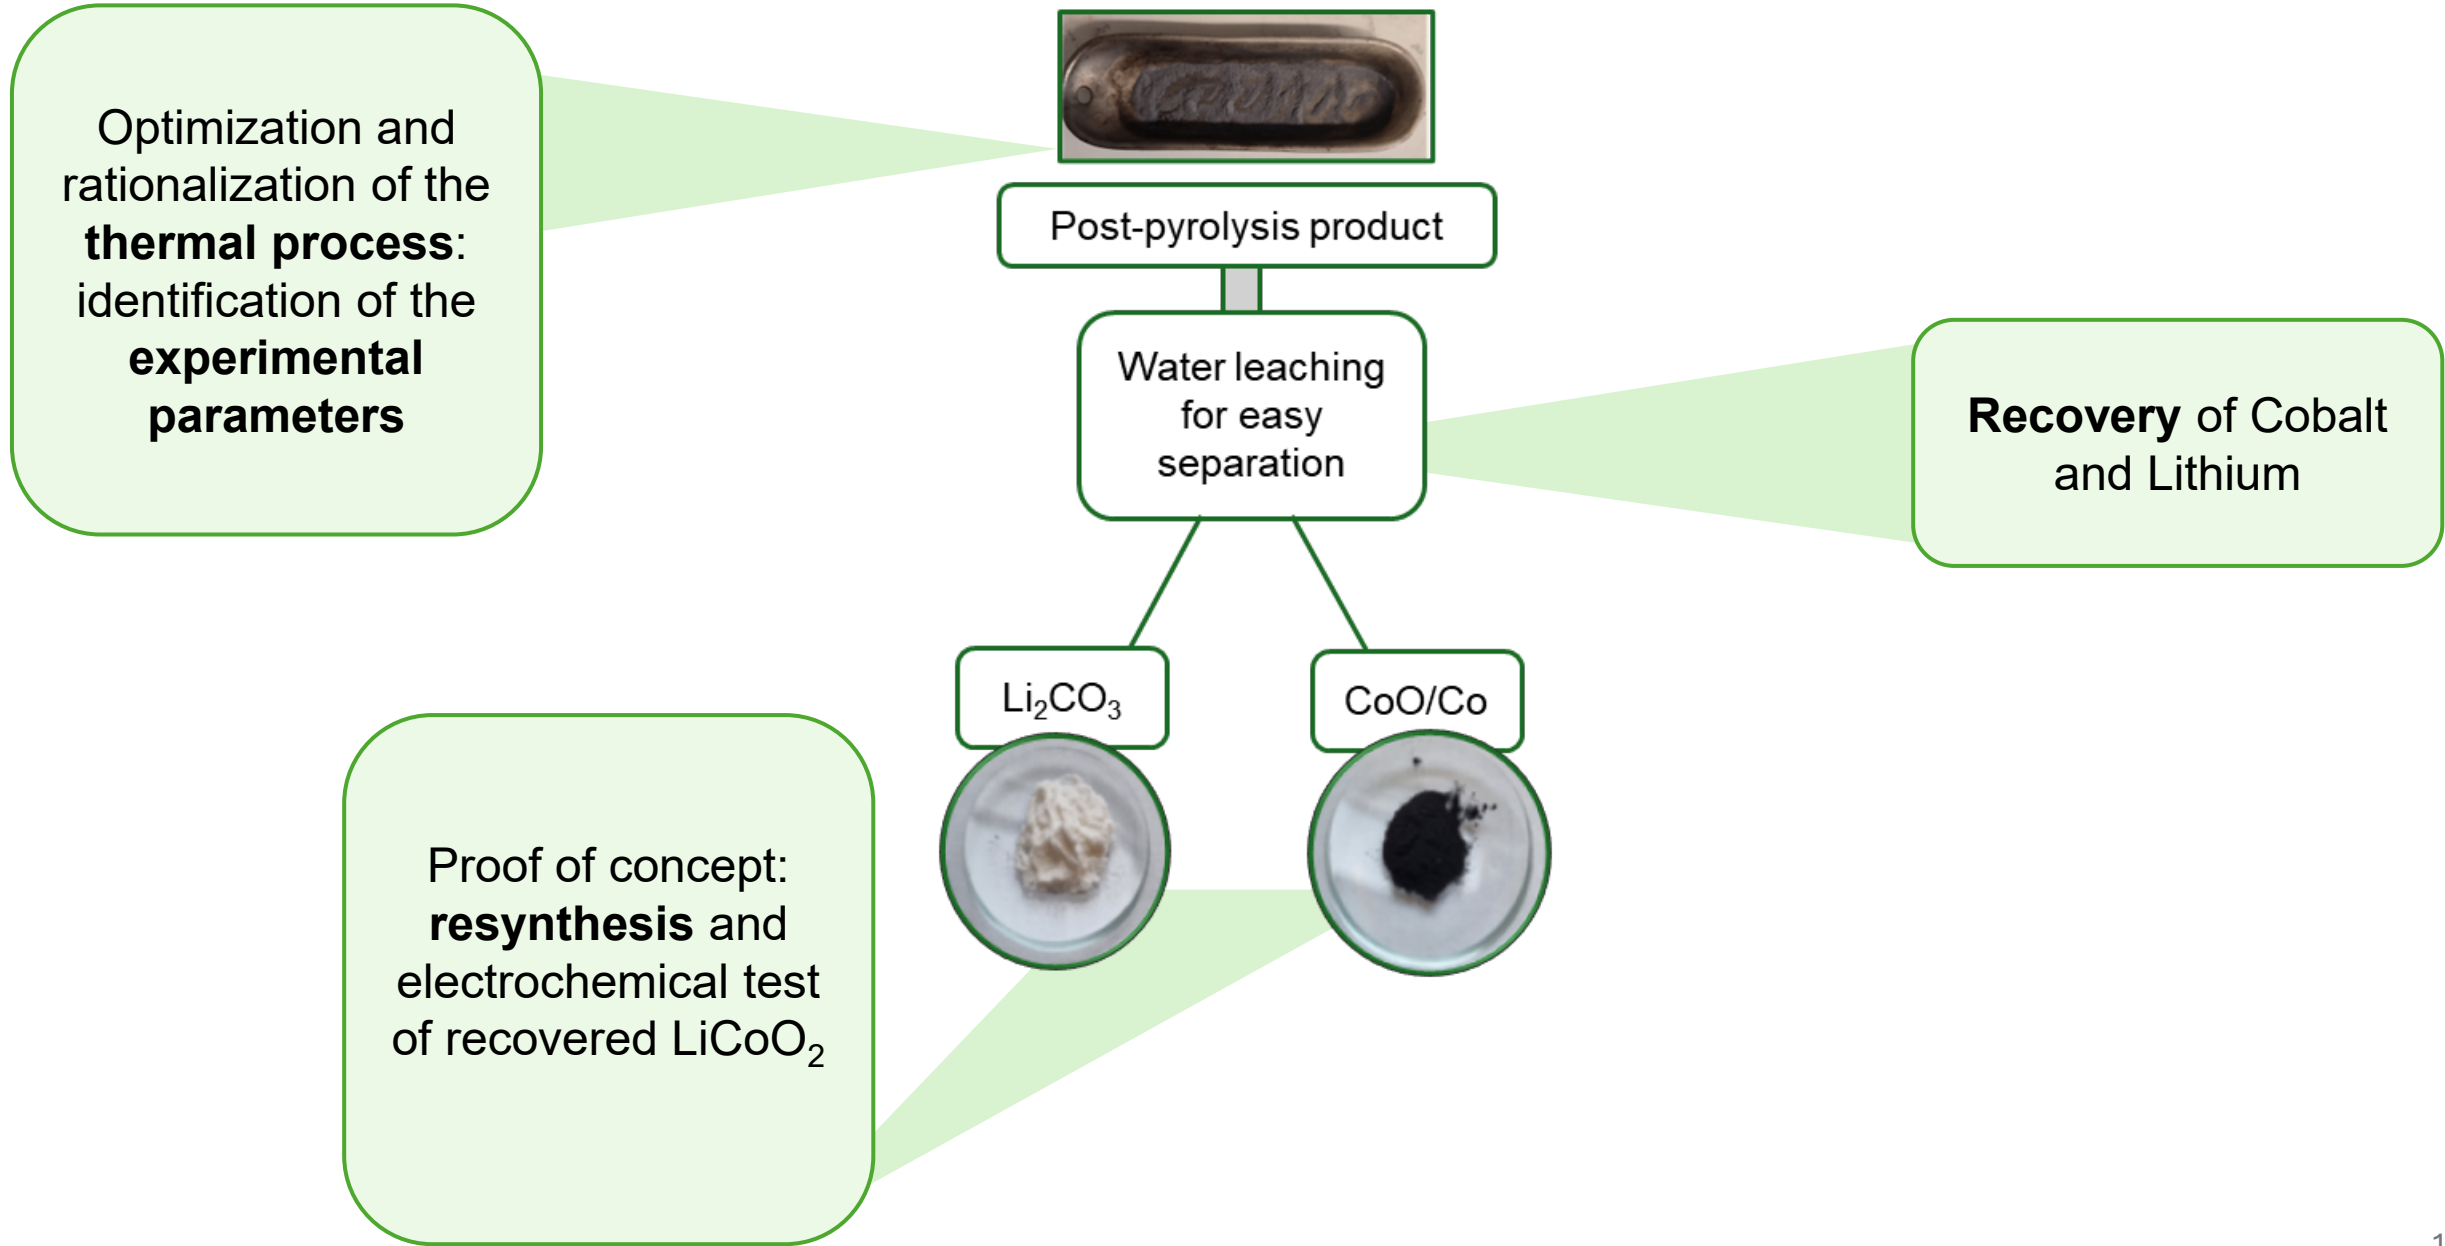 Optimization and
rationalization of the
thermal process:
identification of the
experimental
parameters
Post-pyrolysis product
Water leaching
for easy
separation
Recovery of Cobalt
and Lithium
Li₂CO₃
CoO/Co
Proof of concept:
resynthesis and
electrochemical test
of recovered LiCoO₂
1